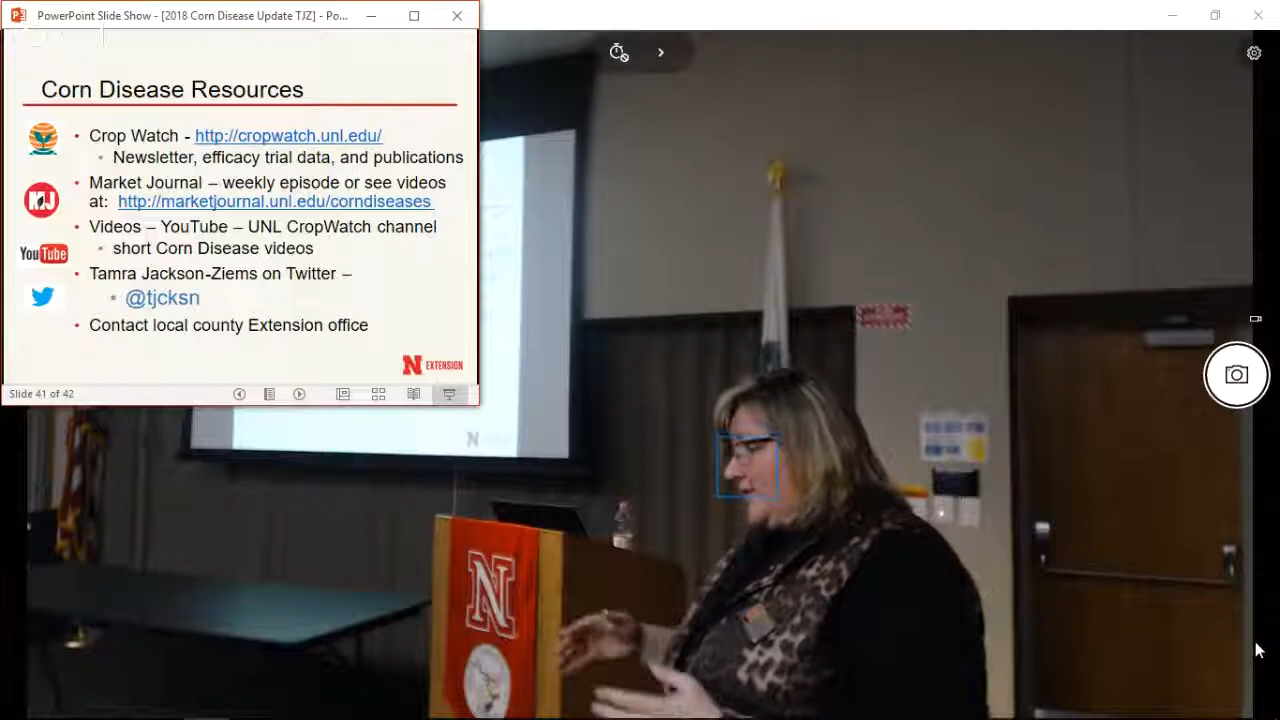 PowerPoint Slide Show - [2018 Corn Disease Update TJZ] - Po...
Corn Disease Resources
• Crop Watch - http://cropwatch.unl.edu/
• Newsletter, efficacy trial data, and publications
• Market Journal – weekly episode or see videos
at: http://marketjournal.unl.edu/corndiseases
• Videos – YouTube – UNL CropWatch channel
• short Corn Disease videos
• Tamra Jackson-Ziems on Twitter –
• @tjcksn
• Contact local county Extension office
MJ
YouTube
N EXTENSION
Slide 41 of 42
N
N